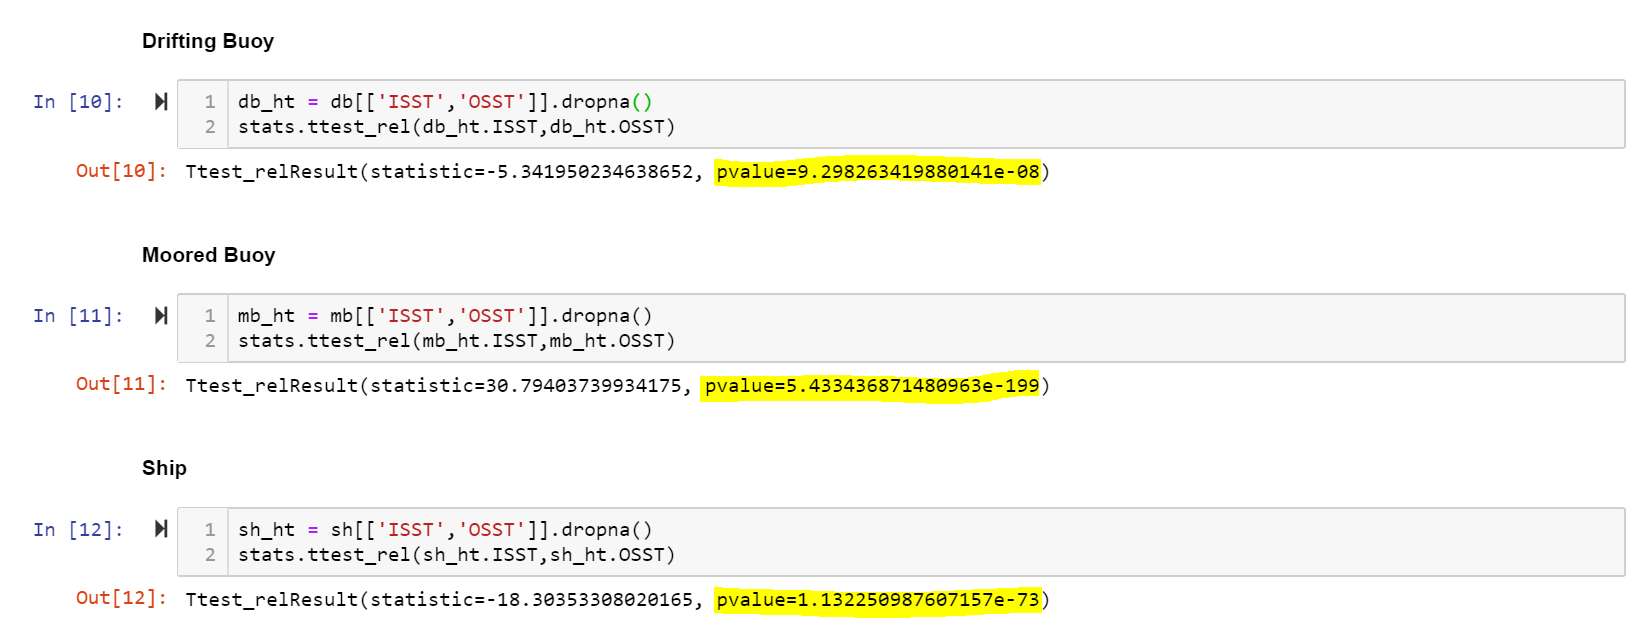 Drifting Buoy
In [10]:
1 db_ht = db[['ISST','OSST']].dropna()
2 stats.ttest_rel(db_ht.ISST,db_ht.OSST)
Out[10]: Ttest_relResult(statistic=-5.341950234638652, pvalue=9.298263419880141e-08)
Moored Buoy
In [11]:
1 mb_ht = mb[['ISST','OSST']].dropna()
2 stats.ttest_rel(mb_ht.ISST,mb_ht.OSST)
Out[11]: Ttest_relResult(statistic=30.79403739934175, pvalue=5.433436871480963e-199)
Ship
In [12]:
1 sh_ht = sh[['ISST','OSST']].dropna()
2 stats.ttest_rel(sh_ht.ISST,sh_ht.OSST)
Out[12]: Ttest_relResult(statistic=-18.30353308020165, pvalue=1.132250987607157e-73)